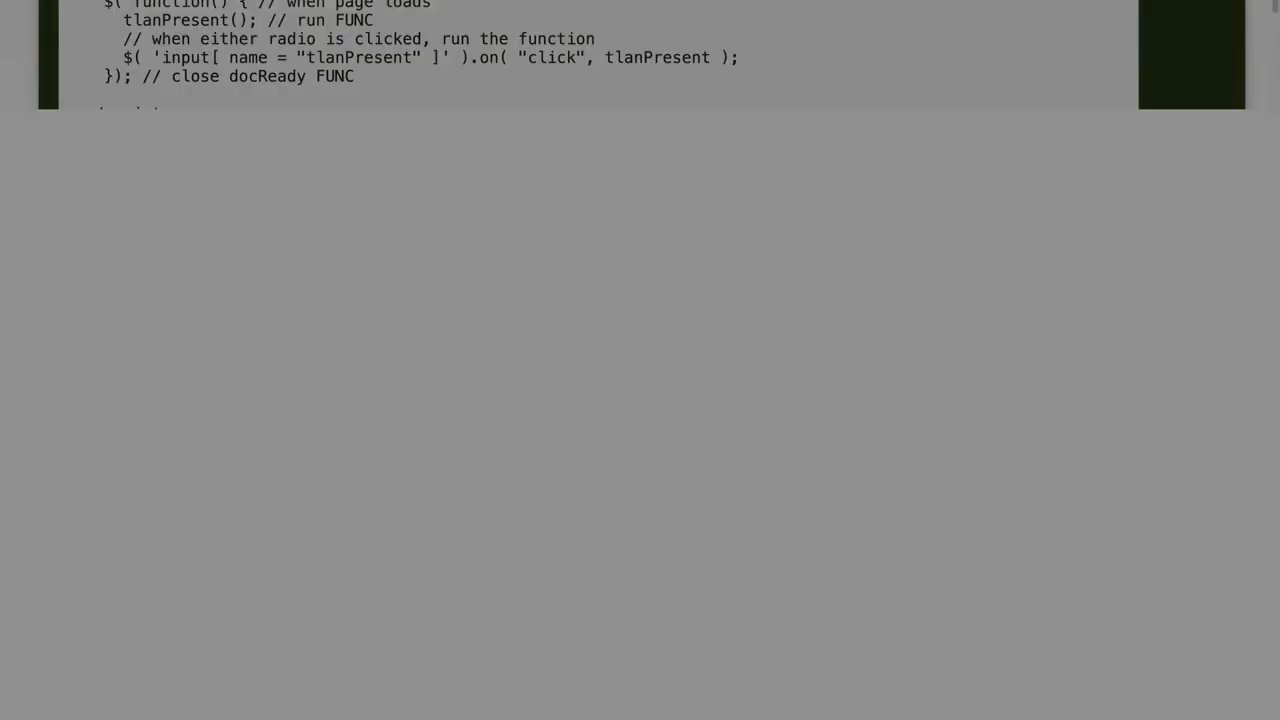 $( function() { // when page loads
tlanPresent(); // run FUNC
// when either radio is clicked, run the function
$( 'input[ name = "tlanPresent" ]' ).on( "click", tlanPresent );
}); // close docReady FUNC